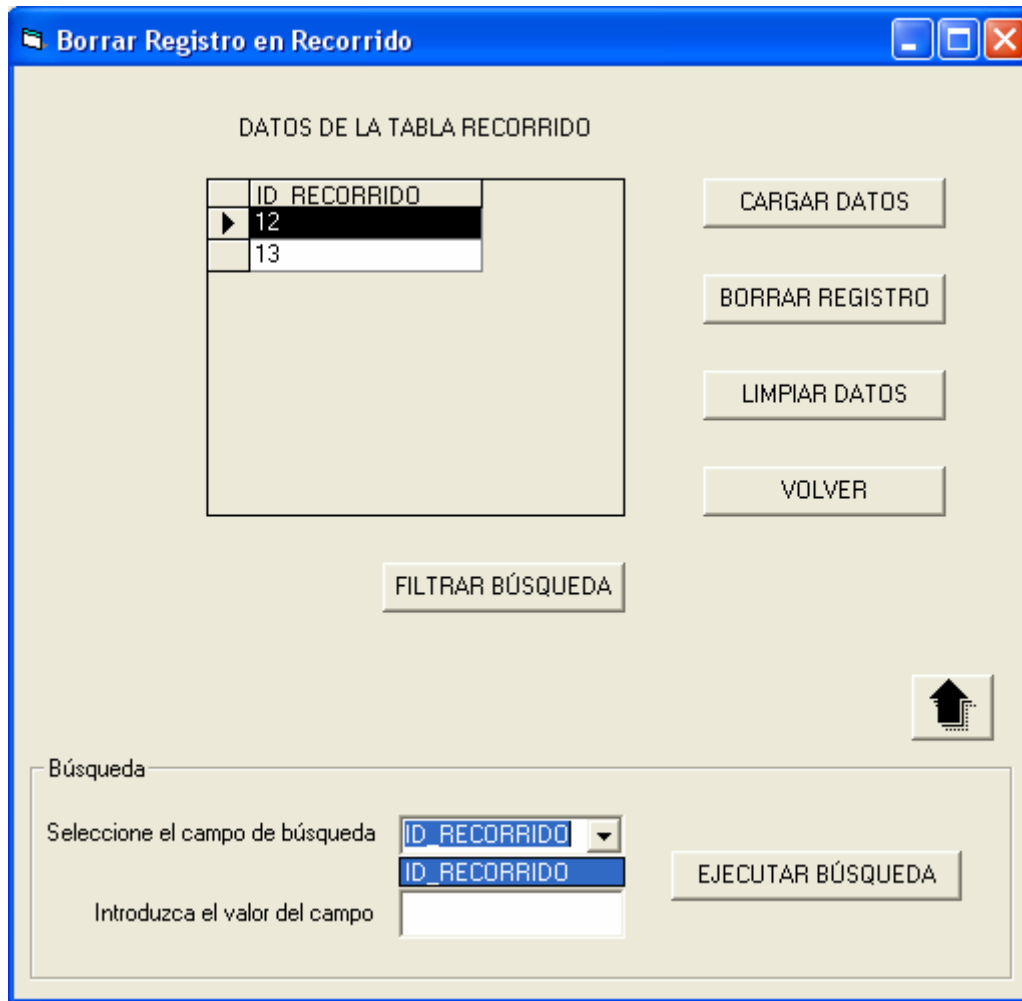 Borrar Registro en Recorrido
DATOS DE LA TABLA RECORRIDO
ID_RECORRIDO
12
13
CARGAR DATOS
BORRAR REGISTRO
LIMPIAR DATOS
VOLVER
FILTRAR BÚSQUEDA
Búsqueda
Seleccione el campo de búsqueda
ID_RECORRIDO
ID_RECORRIDO
Introduzca el valor del campo
EJECUTAR BÚSQUEDA